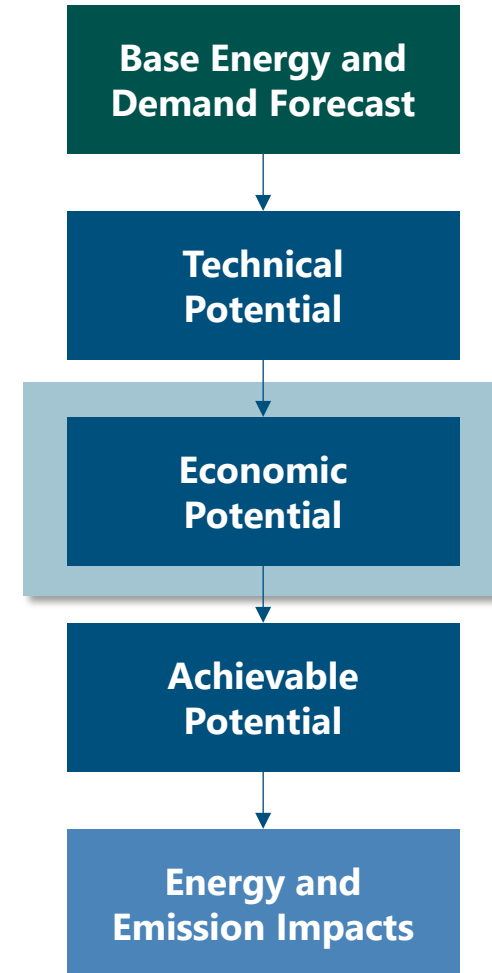 Base Energy and
Demand Forecast
Technical
Potential
Economic
Potential
Achievable
Potential
Energy and
Emission Impacts